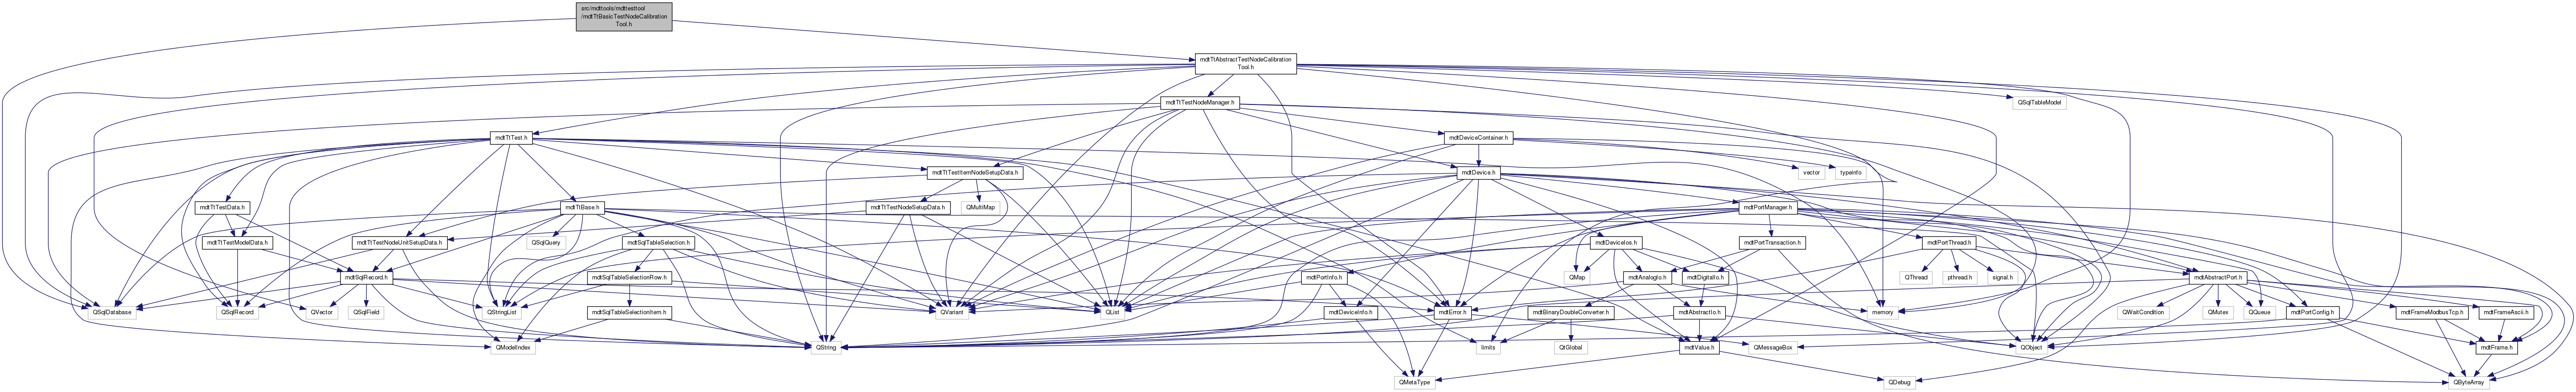 src/mdttools/mdttesttool
/mdtTtBasicTestNodeCalibration
Tool.h
mdtTtAbstractTestNodeCalibration
Tool.h
mdtTtTestNodeManager.h
QSqlTableModel
mdtTtTest.h
mdtDeviceContainer.h
mdtTtTestItemNodeSetupData.h
mdtDevice.h
vector
typeinfo
mdtTtTestData.h
mdtTtBase.h
mdtTtTestNodeSetupData.h
QMultiMap
mdtPortManager.h
mdtTtTestModelData.h
mdtTtTestNodeUnitSetupData.h
QSqlQuery
mdtSqlTableSelection.h
mdtDeviceIos.h
mdtPortTransaction.h
mdtPortThread.h
mdtSqlRecord.h
mdtSqlTableSelectionRow.h
mdtPortInfo.h
QMap
mdtAnalogIo.h
mdtDigitalIo.h
QThread
pthread.h
signal.h
mdtAbstractPort.h
QSqlDatabase
QSqlRecord
QVector
QSqlField
QStringList
mdtSqlTableSelectionItem.h
QVariant
QList
mdtDeviceInfo.h
mdtError.h
mdtBinaryDoubleConverter.h
mdtAbstractIo.h
memory
QWaitCondition
QMutex
QQueue
mdtPortConfig.h
mdtFrameModbusTcp.h
mdtFrameAscii.h
QModelIndex
QString
limits
QtGlobal
mdtValue.h
QMessageBox
QObject
mdtFrame.h
QMetaType
QDebug
QByteArray